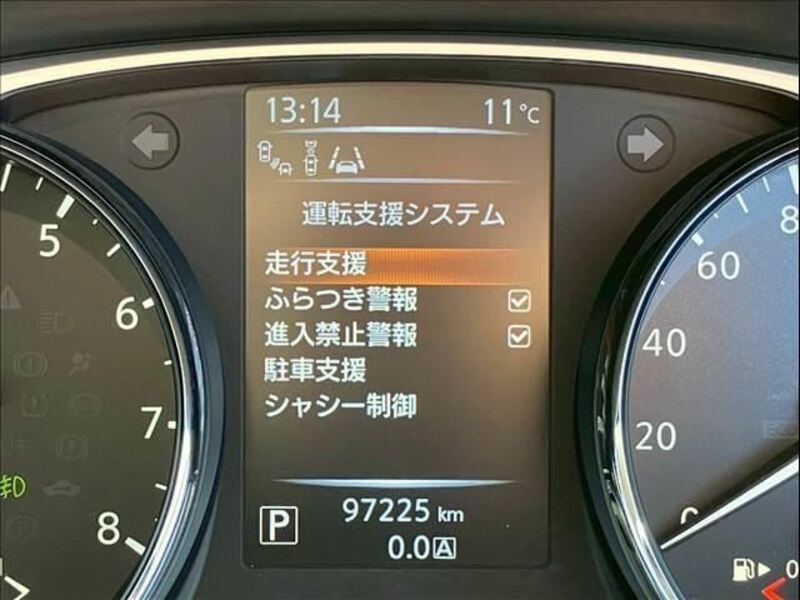 13:14 11℃
運転支援システム
走行支援
ふらつき警報
進入禁止警報
駐車支援
シャシー制御
P
97225 km
0.0 A
5
6
7
8
8
60
40
20
0